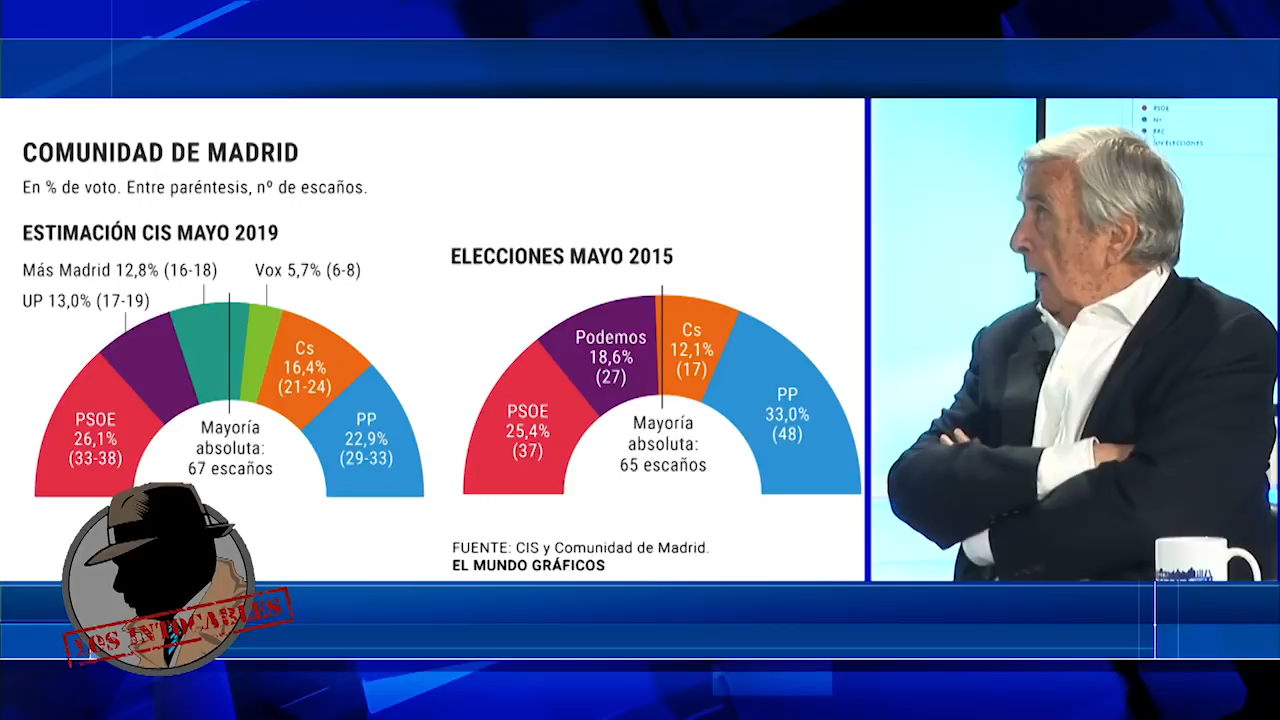 COMUNIDAD DE MADRID
En % de voto. Entre paréntesis, nº de escaños.
ESTIMACIÓN CIS MAYO 2019
Más Madrid 12,8% (16-18)
Vox 5,7% (6-8)
UP 13,0% (17-19)
Cs
16,4%
(21-24)
PSOE
26,1%
(33-38)
PP
22,9%
(29-33)
Mayoría
absoluta:
67 escaños
ELECCIONES MAYO 2015
Podemos
18,6%
(27)
Cs
12,1%
(17)
PSOE
25,4%
(37)
PP
33,0%
(48)
Mayoría
absoluta:
65 escaños
FUENTE: CIS y Comunidad de Madrid.
EL MUNDO GRÁFICOS
PSOE
LOS INTOCABLES